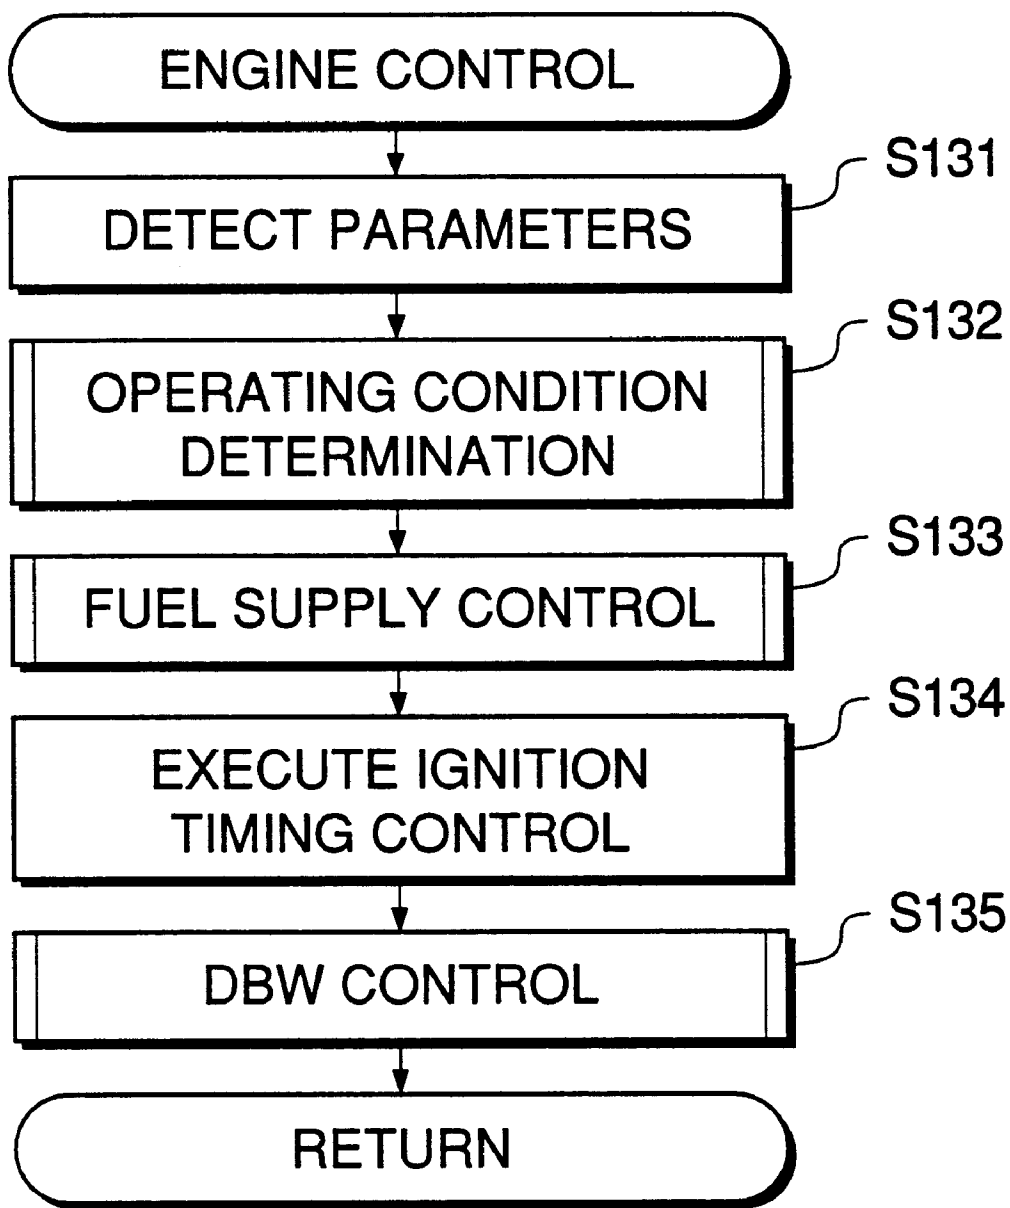 ENGINE CONTROL
S131
DETECT PARAMETERS
S132
OPERATING CONDITION
DETERMINATION
S133
FUEL SUPPLY CONTROL
S134
EXECUTE IGNITION
TIMING CONTROL
S135
DBW CONTROL
RETURN